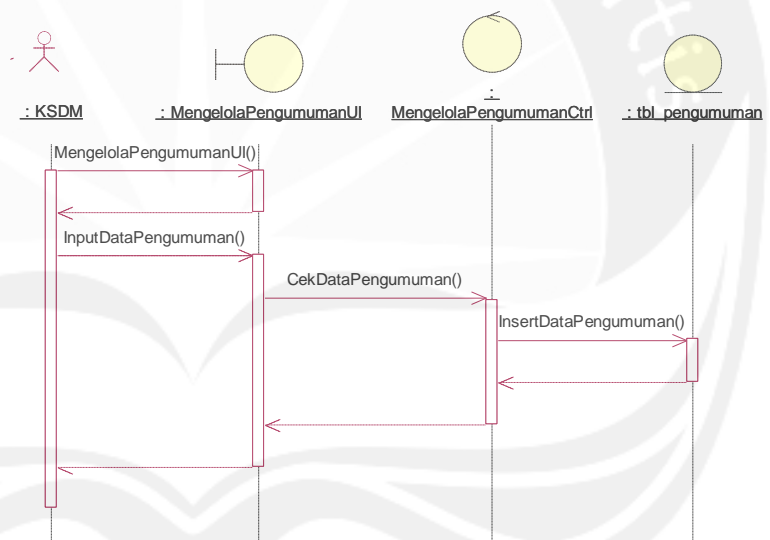 : KSDM
: MengelolaPengumumanUI
:
MengelolaPengumumanCtrl
: tbl_pengumuman
MengelolaPengumumanUI()
InputDataPengumuman()
CekDataPengumuman()
InsertDataPengumuman()